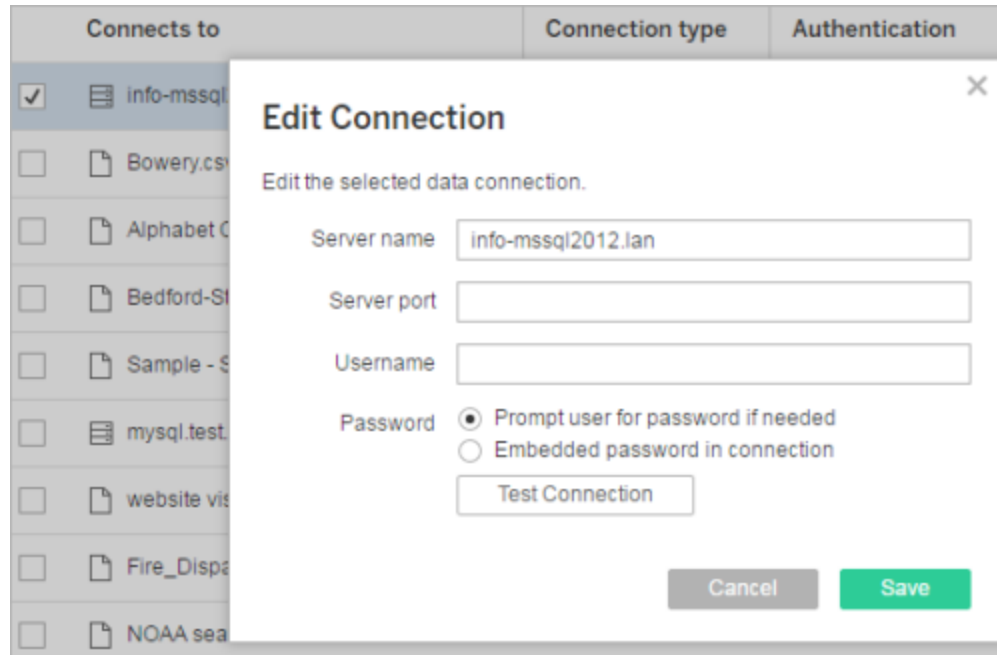 Connects to Connection type Authentication
info-mssql
Edit Connection
Bowery.cs
Edit the selected data connection.
Alphabet
Server name info-mssql2012.lan
Bedford-St
Server port
Username
Sample - S
Password Prompt user for password if needed
mysql.test.
Embedded password in connection
Test Connection
website vis
Fire_Dispa
Cancel Save
NOAA sea